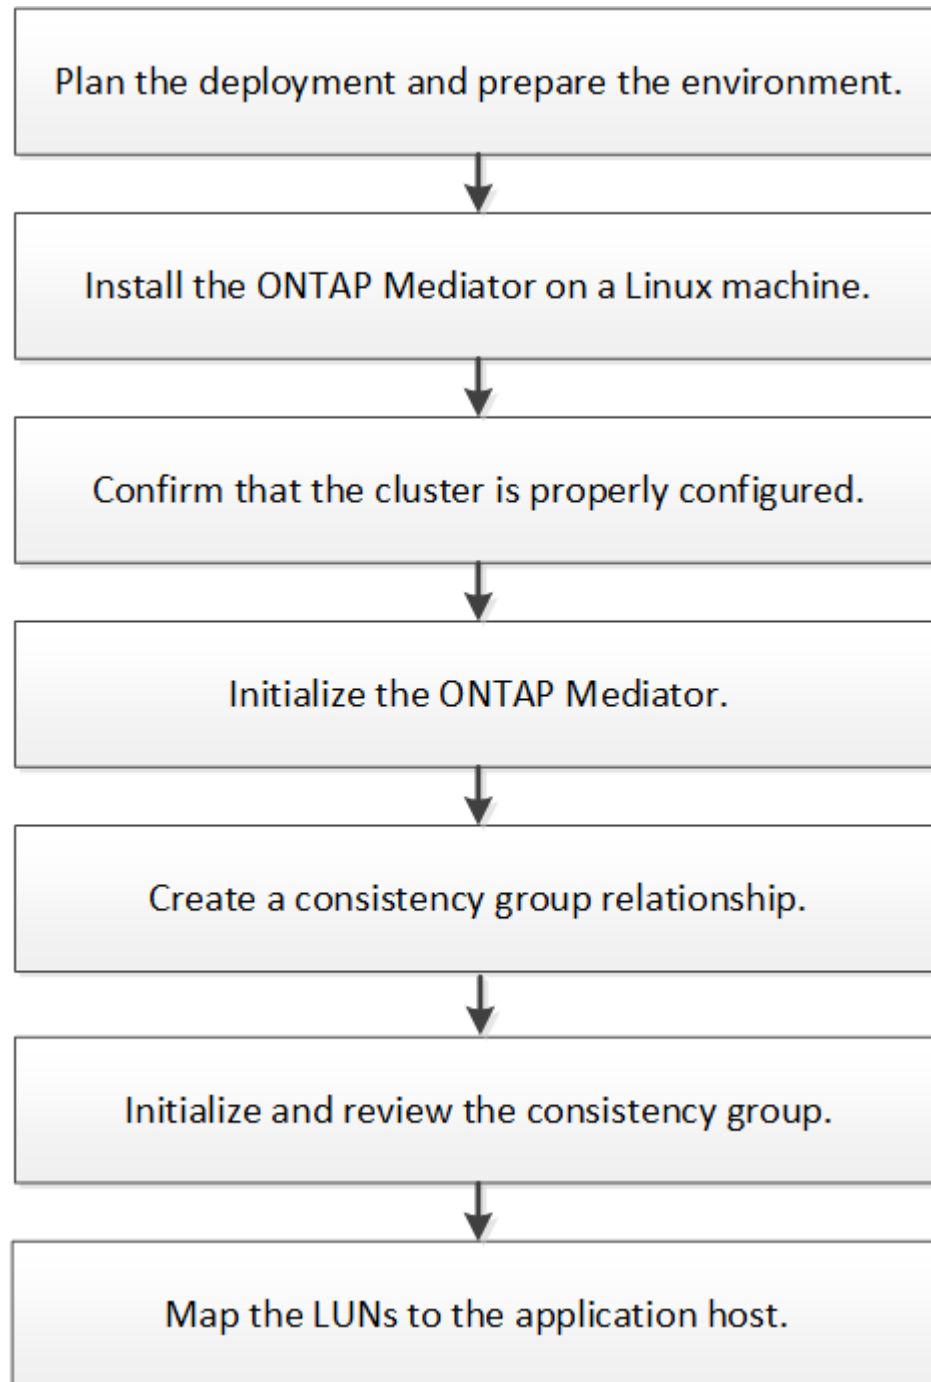 Plan the deployment and prepare the environment.
Install the ONTAP Mediator on a Linux machine.
Confirm that the cluster is properly configured.
Initialize the ONTAP Mediator.
Create a consistency group relationship.
Initialize and review the consistency group.
Map the LUNs to the application host.